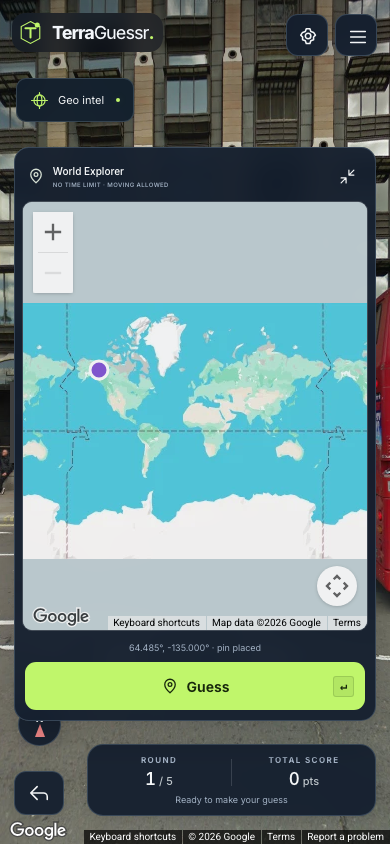 TerraGuessr.
Geo intel
World Explorer
NO TIME LIMIT · MOVING ALLOWED
Google
Keyboard shortcuts
Map data ©2026 Google
Terms
64.485°, -135.000° · pin placed
Guess
ROUND
1 / 5
TOTAL SCORE
0 pts
Ready to make your guess
Google
Keyboard shortcuts
© 2026 Google
Terms
Report a problem